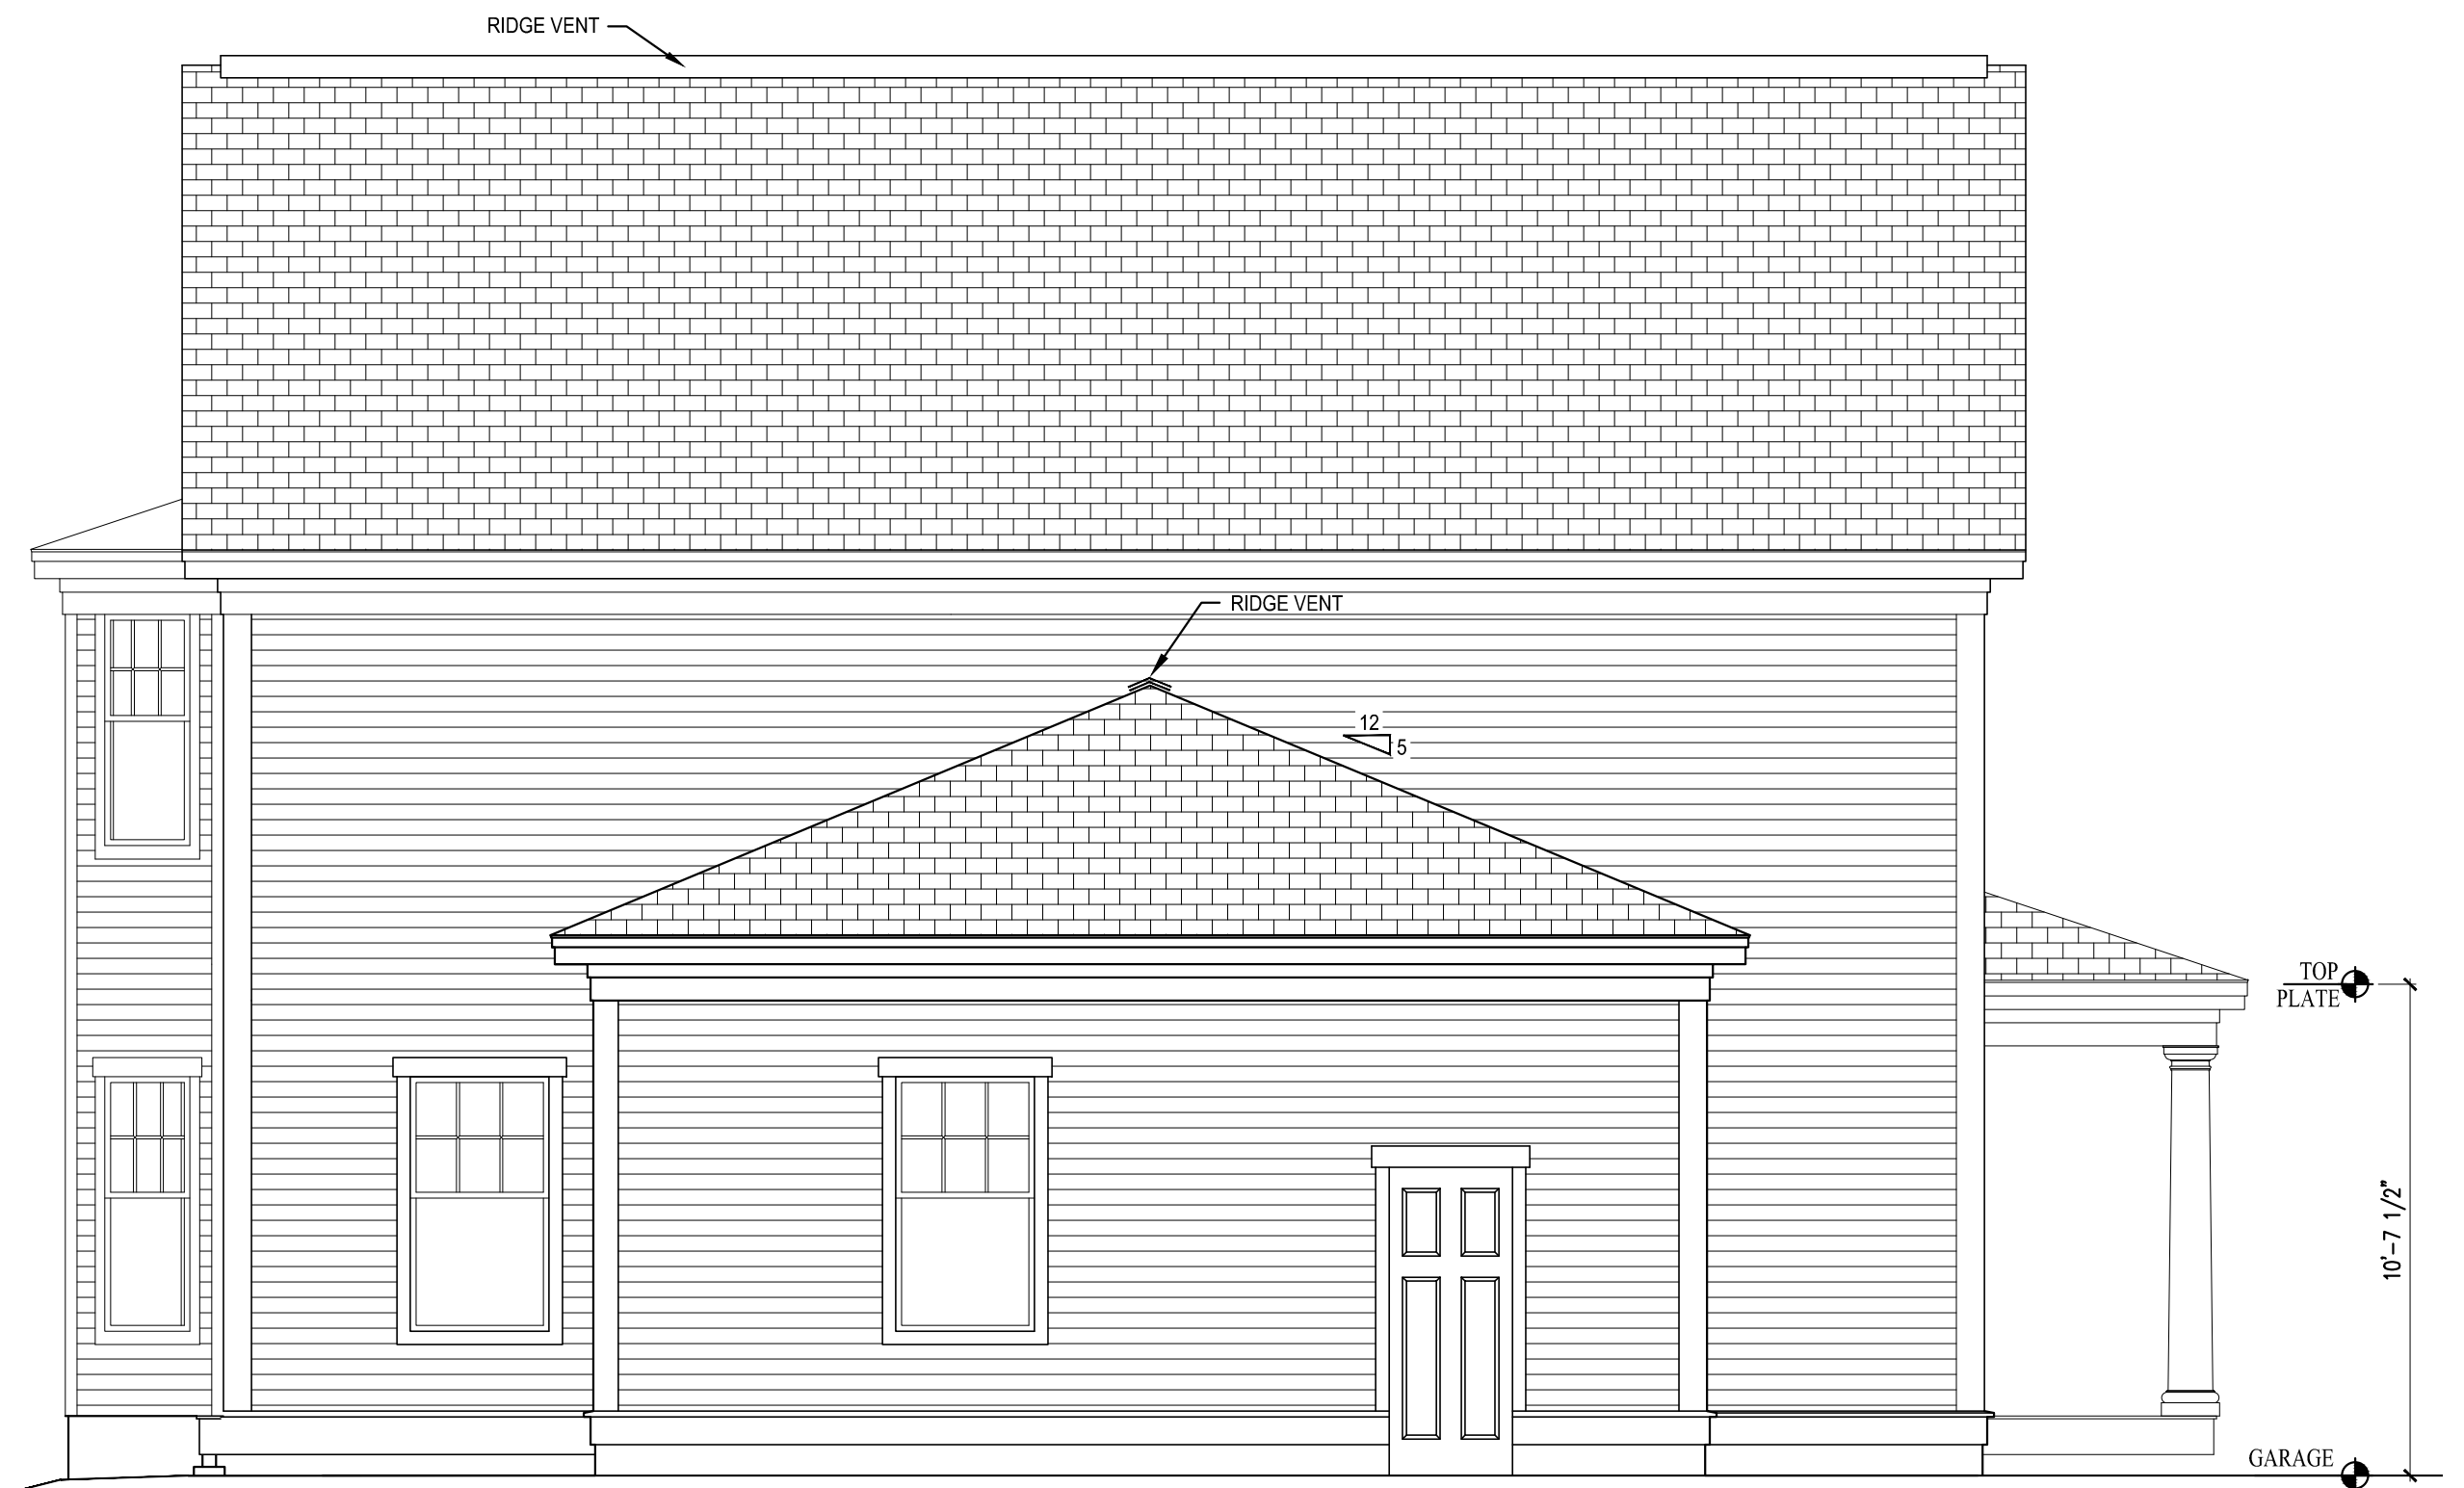 RIDGE VENT
RIDGE VENT
12
5
TOP
PLATE
10'-7 1/2"
GARAGE